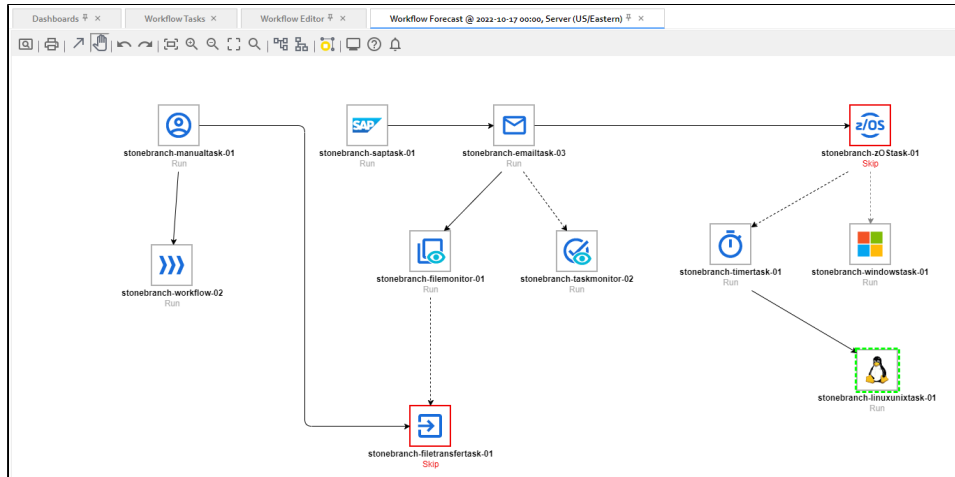 Dashboards
Workflow Tasks
Workflow Editor
Workflow Forecast @ 2022-10-17 00:00, Server (US/Eastern)
SAP
z/OS
stonebranch-manualtask-01
Run
stonebranch-saptask-01
Run
stonebranch-emailtask-03
Run
stonebranch-zOStask-01
Skip
stonebranch-workflow-02
Run
stonebranch-filemonitor-01
Run
stonebranch-taskmonitor-02
Run
stonebranch-timertask-01
Run
stonebranch-windowstask-01
Run
stonebranch-linuxunixtask-01
Run
stonebranch-filetransfertask-01
Skip